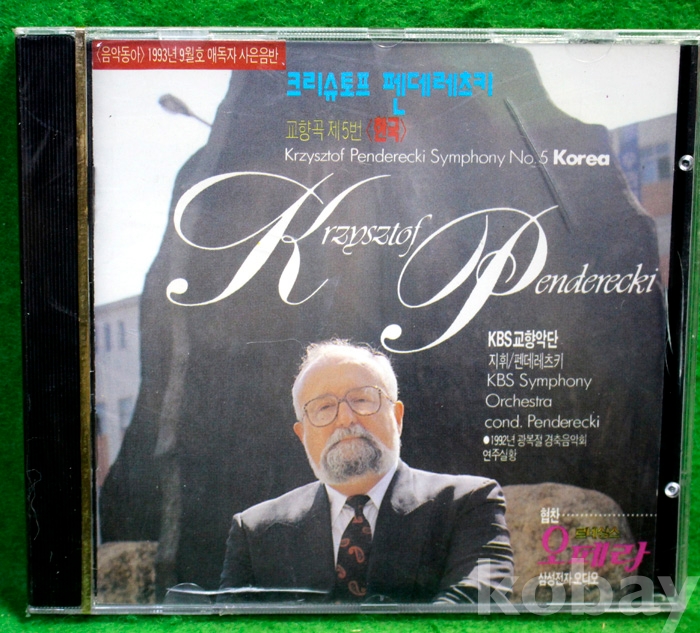 〈음악동아〉 1993년 9월호 애독자 사은음반
크리슈토프 펜데레츠키
교향곡 제5번 〈한국〉
Krzysztof Penderecki Symphony No. 5 Korea
Krzysztof Penderecki
KBS교향악단
지휘/펜데레츠키
KBS Symphony
Orchestra
cond. Penderecki
●1992년 광복절 경축음악회
연주실황
협찬
오페라
삼성전자 오디오
kobay